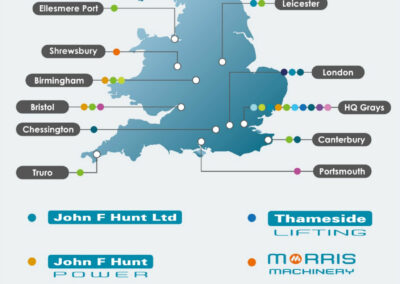 Ellesmere Port
Leicester
Shrewsbury
Birmingham
London
Bristol
HQ Grays
Chessington
Canterbury
Truro
Portsmouth
John F Hunt Ltd
Thameside
LIFTING
John F Hunt
POWER
MORRIS
MACHINERY